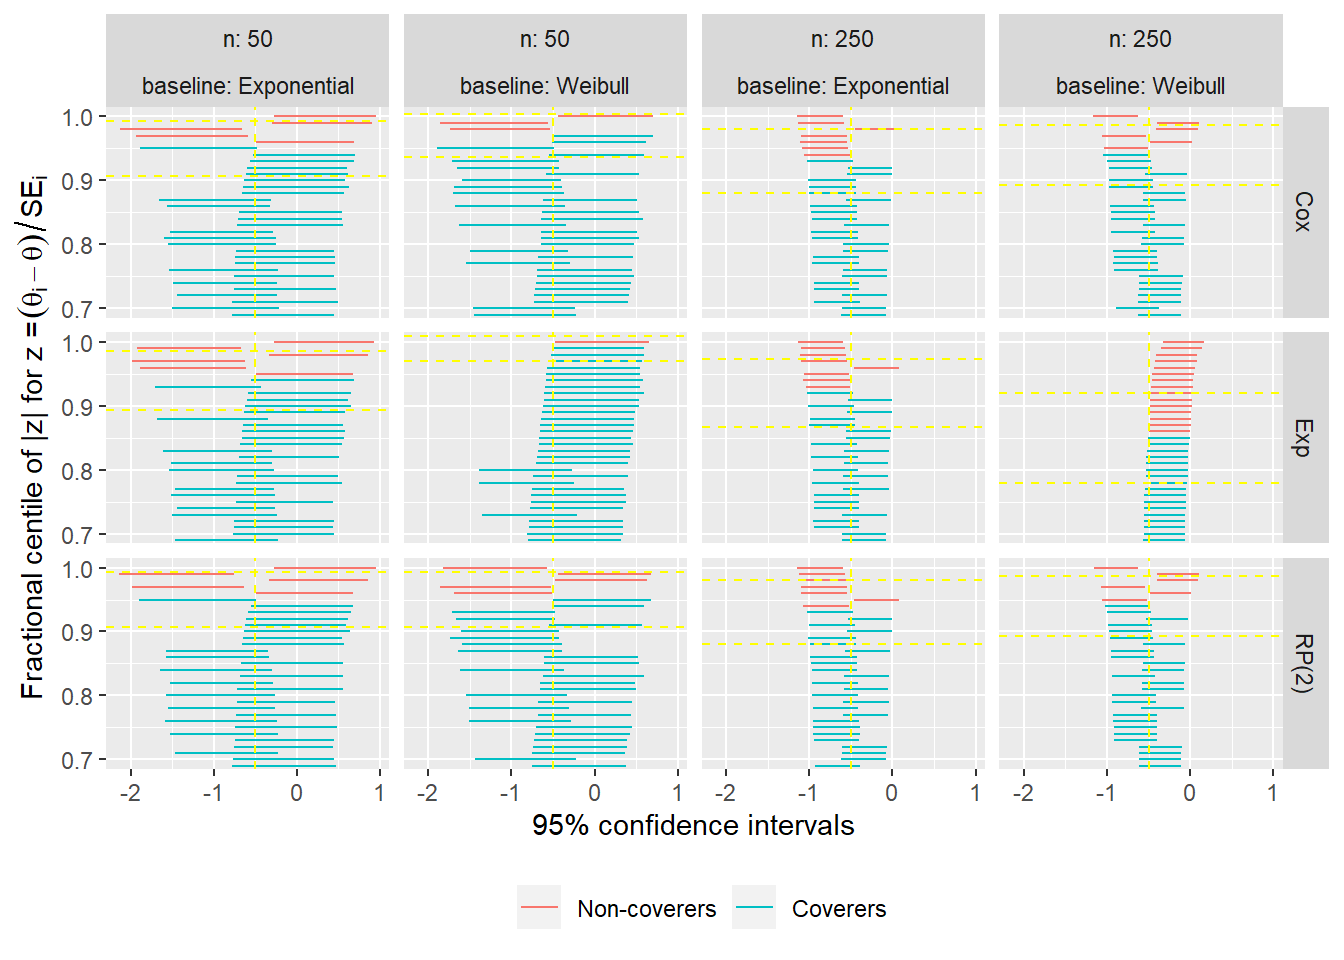 n: 50
n: 50
n: 250
n: 250
baseline: Exponential
baseline: Weibull
baseline: Exponential
baseline: Weibull
Fractional centile of |z| for z =(θi − θ)/SEi
1.0
0.9
0.8
0.7
Cox
1.0
0.9
0.8
0.7
Exp
1.0
0.9
0.8
0.7
RP(2)
-2 -1 0 1
-2 -1 0 1
-2 -1 0 1
-2 -1 0 1
95% confidence intervals
Non-coverers
Coverers